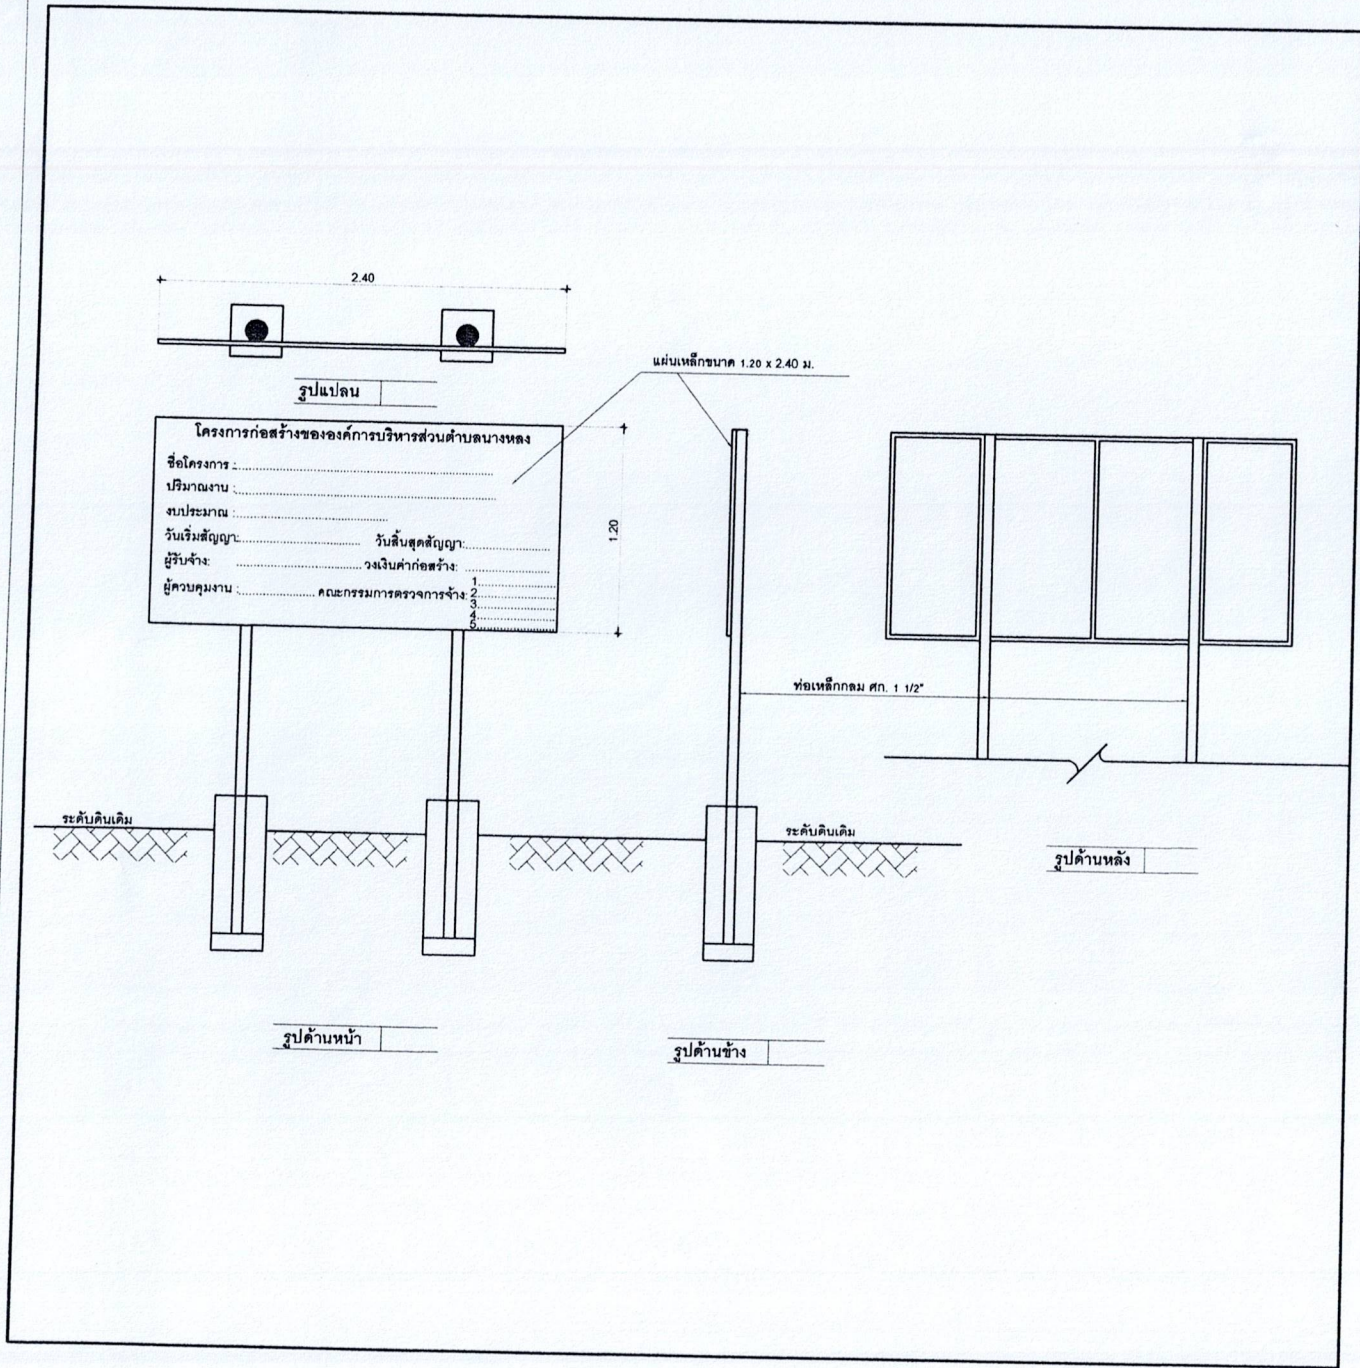 2.40
แผ่นเหล็กขนาด 1.20 x 2.40 ม.
รูปแปลน
โครงการก่อสร้างขององค์การบริหารส่วนตำบลนางหลง
ชื่อโครงการ :
ปริมาณงาน :
งบประมาณ :
วันเริ่มสัญญา: วันสิ้นสุดสัญญา:
ผู้รับจ้าง: วงเงินค่าก่อสร้าง:
ผู้ควบคุมงาน : คณะกรรมการตรวจการจ้าง:
1.
2.
3.
4.
5.
1.20
ท่อเหล็กกลม ศก. 1 1/2"
ระดับดินเดิม
ระดับดินเดิม
รูปด้านหลัง
รูปด้านหน้า
รูปด้านข้าง